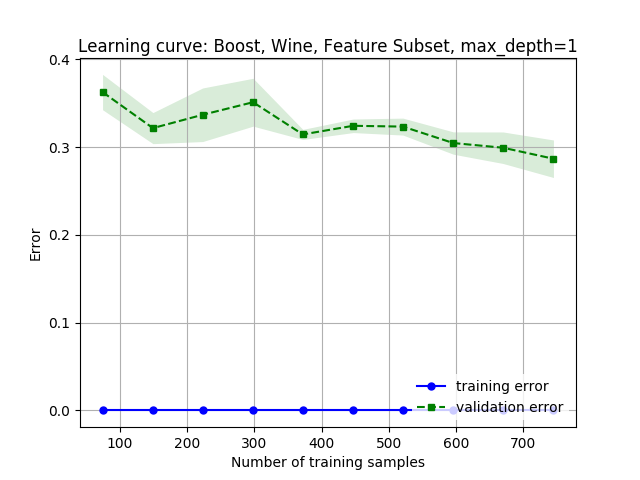 Learning curve: Boost, Wine, Feature Subset, max_depth=1
0.4
0.3
0.2
0.1
0.0
Error
training error
validation error
100 200 300 400 500 600 700
Number of training samples